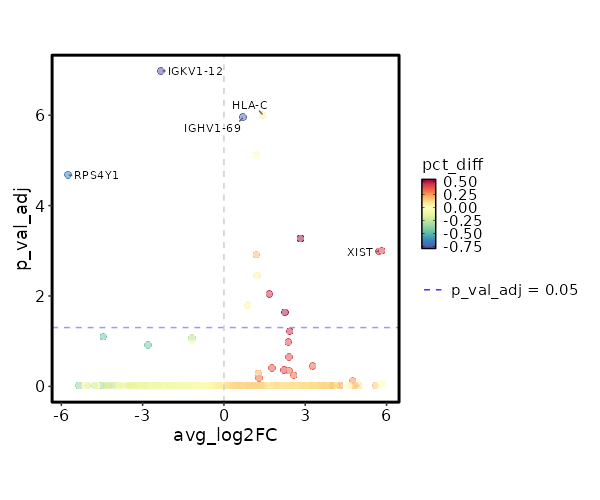 IGKV1-12
HLA-C
IGHV1-69
RPS4Y1
XIST
6
4
2
0
-6
-3
0
3
6
p_val_adj
avg_log2FC
pct_diff
0.50
0.25
0.00
-0.25
-0.50
-0.75
p_val_adj = 0.05